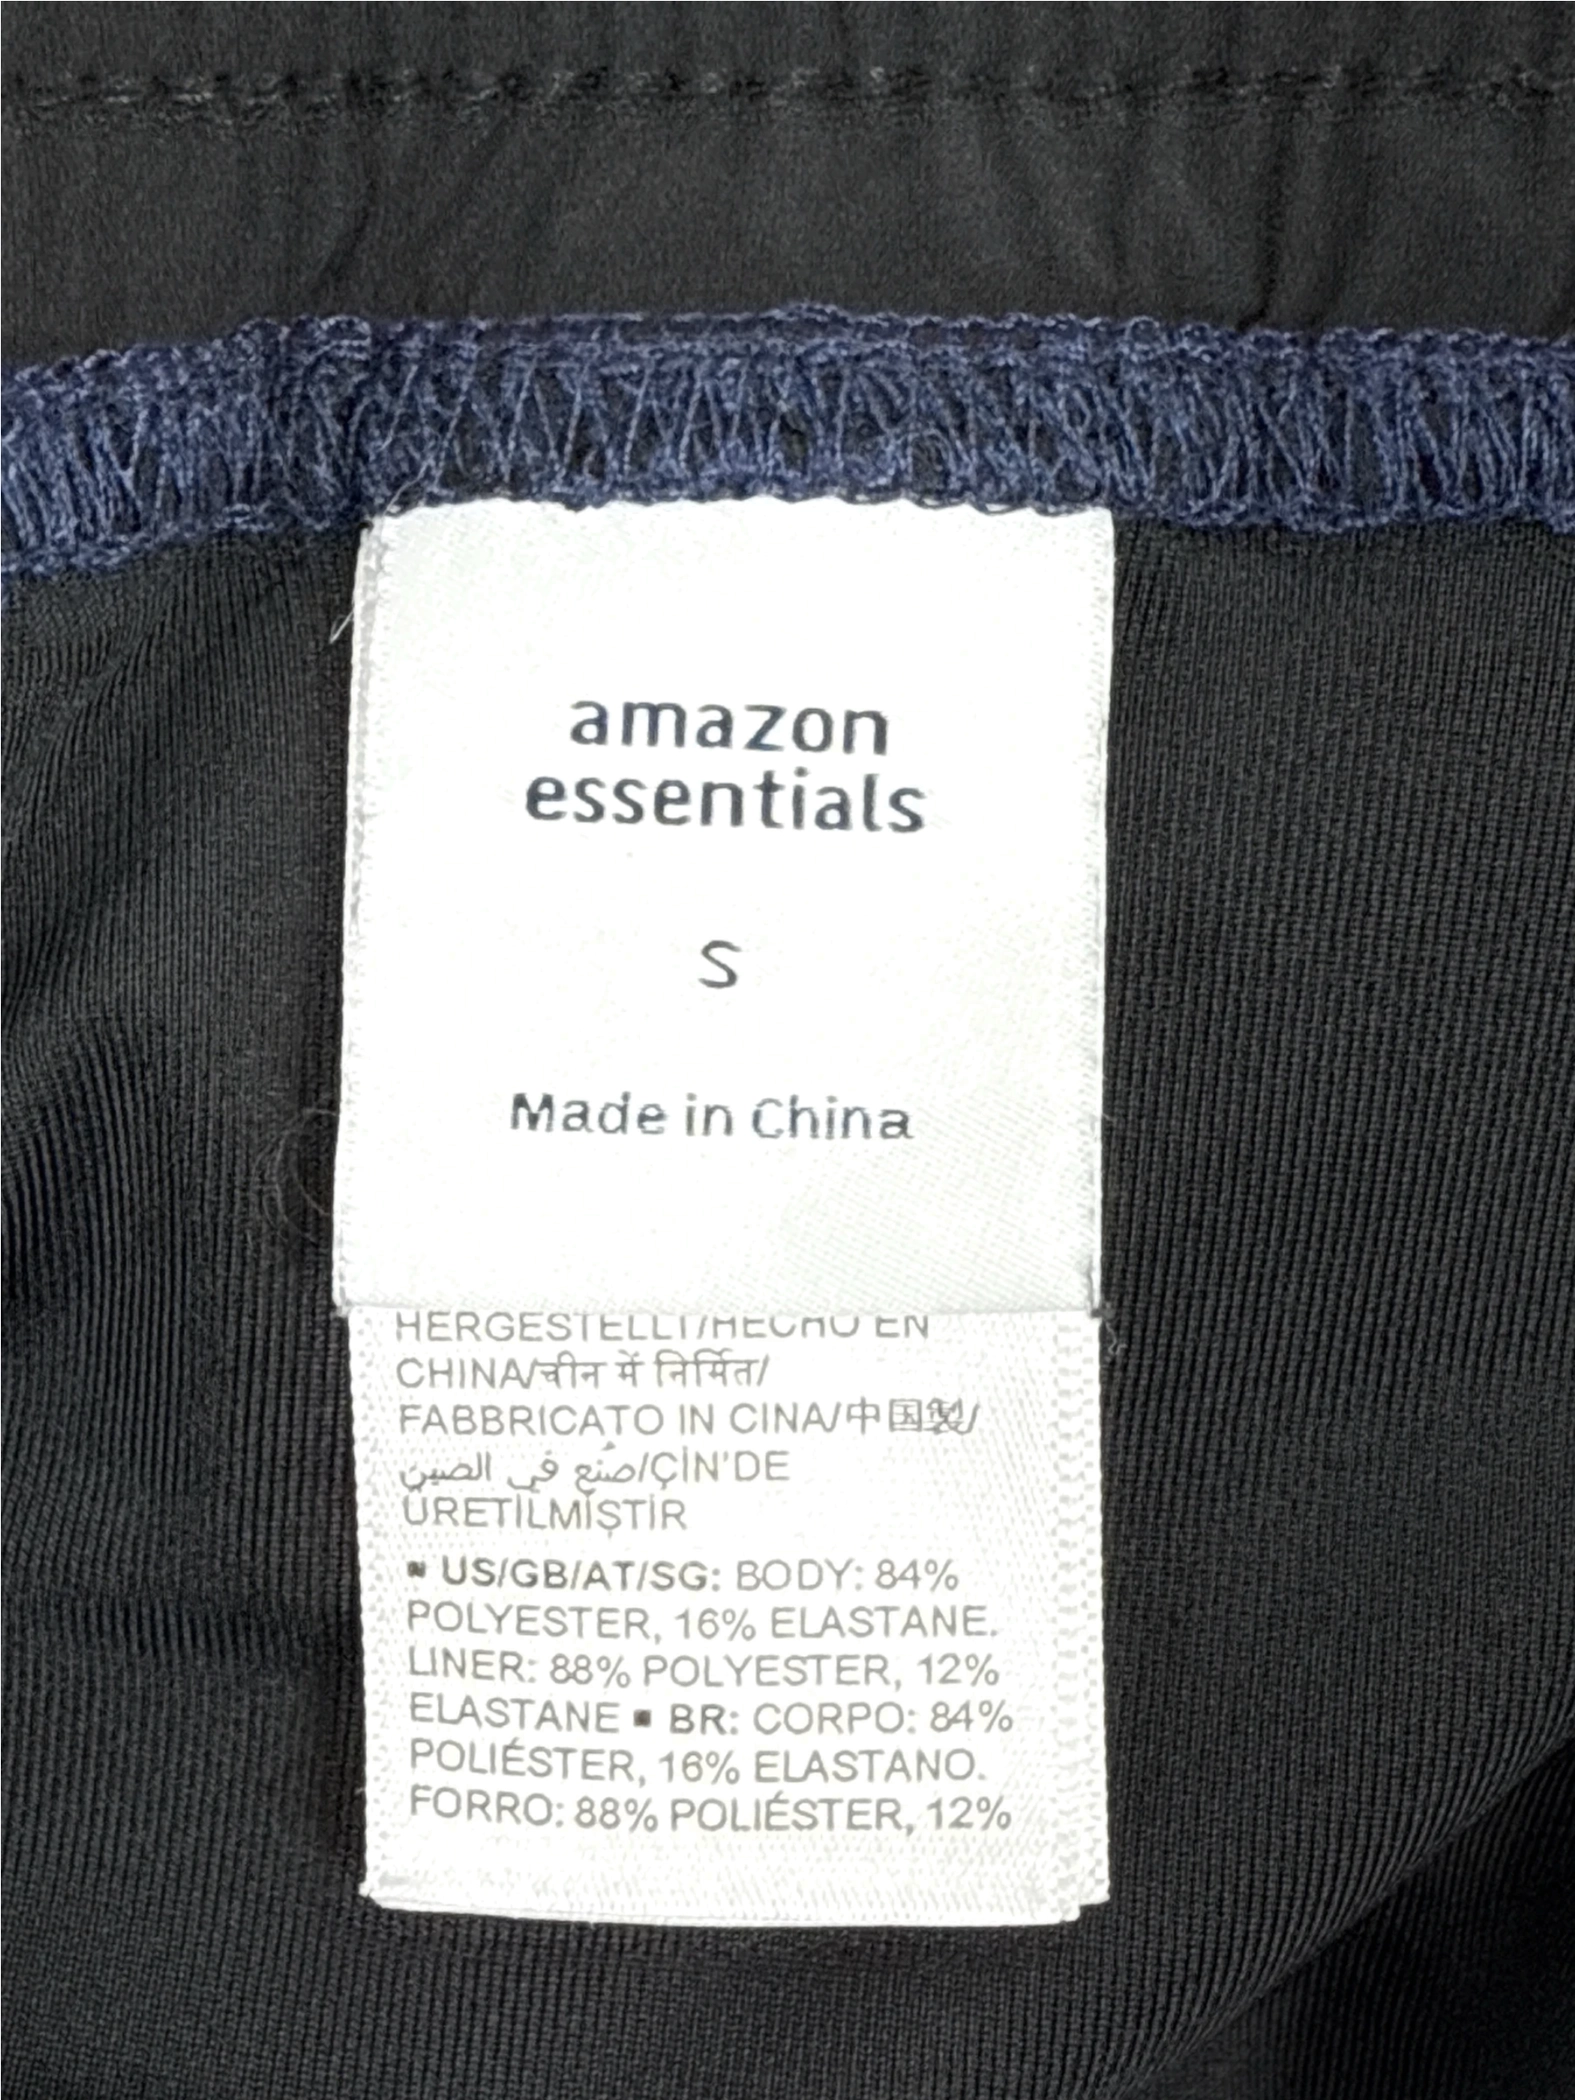 amazon
essentials
S
Made in China
HERGESTELLT/HECHO EN
CHINA/चीन में निर्मित/
FABBRICATO IN CINA/中国製/
صُنع في الصين/ÇİN'DE
ÜRETİLMİŞTİR
▪ US/GB/AT/SG: BODY: 84%
POLYESTER, 16% ELASTANE.
LINER: 88% POLYESTER, 12%
ELASTANE ▪ BR: CORPO: 84%
POLIÉSTER, 16% ELASTANO.
FORRO: 88% POLIÉSTER, 12%